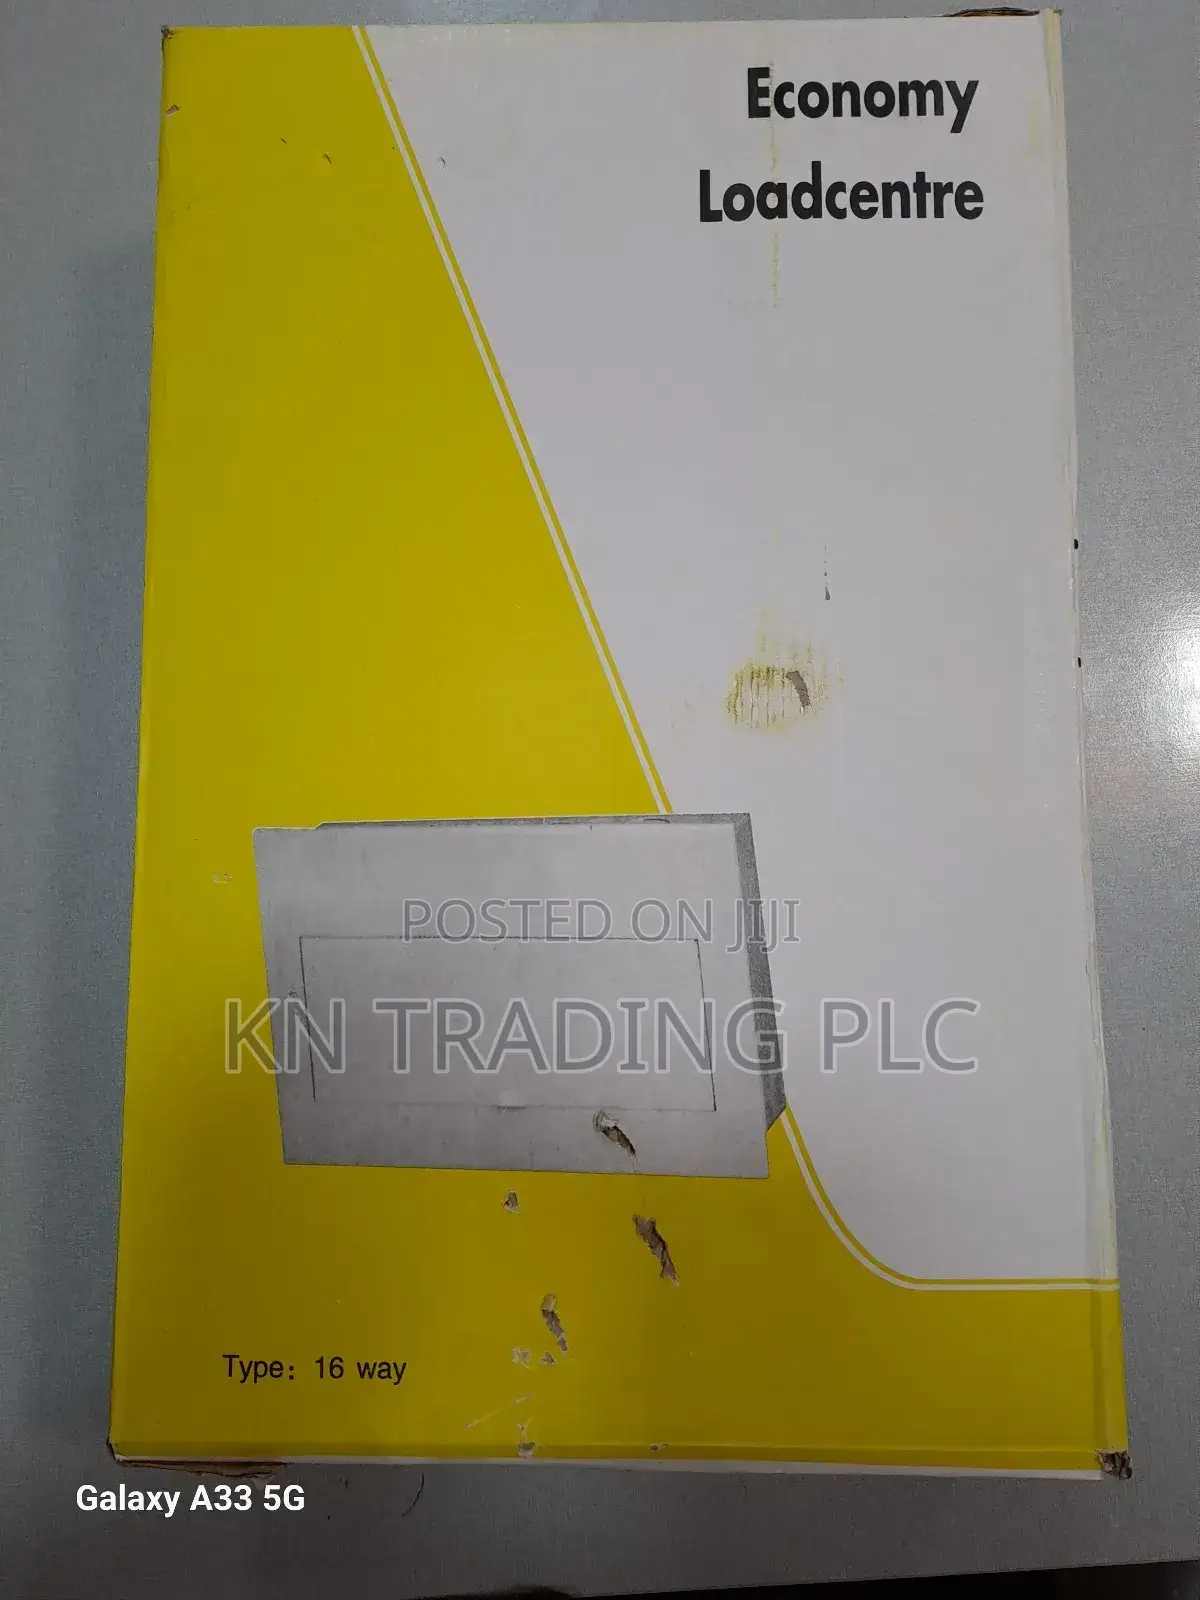 Economy
Loadcentre
POSTED ON JIJI
KN TRADING PLC
Type: 16 way
Galaxy A33 5G